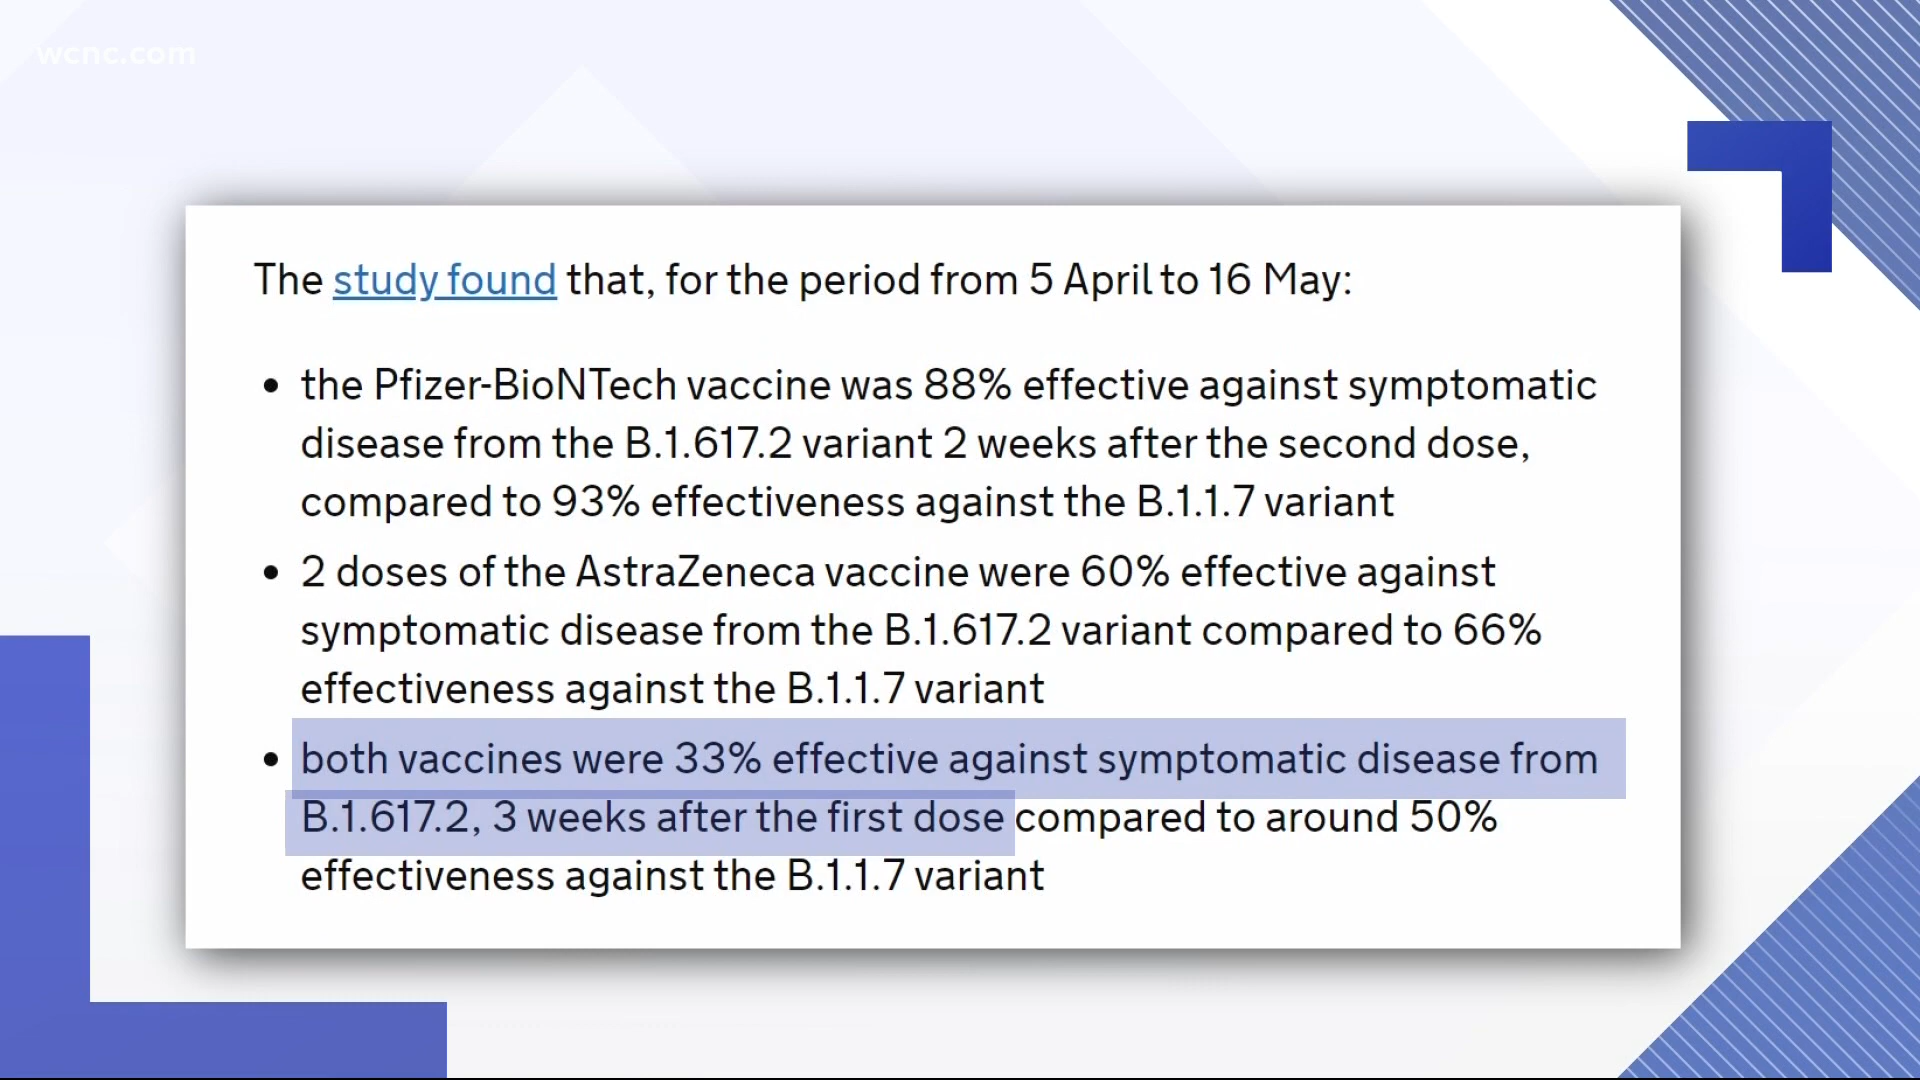 wcnc.com
The study found that, for the period from 5 April to 16 May:
• the Pfizer-BioNTech vaccine was 88% effective against symptomatic
disease from the B.1.617.2 variant 2 weeks after the second dose,
compared to 93% effectiveness against the B.1.1.7 variant
• 2 doses of the AstraZeneca vaccine were 60% effective against
symptomatic disease from the B.1.617.2 variant compared to 66%
effectiveness against the B.1.1.7 variant
• both vaccines were 33% effective against symptomatic disease from
B.1.617.2, 3 weeks after the first dose compared to around 50%
effectiveness against the B.1.1.7 variant